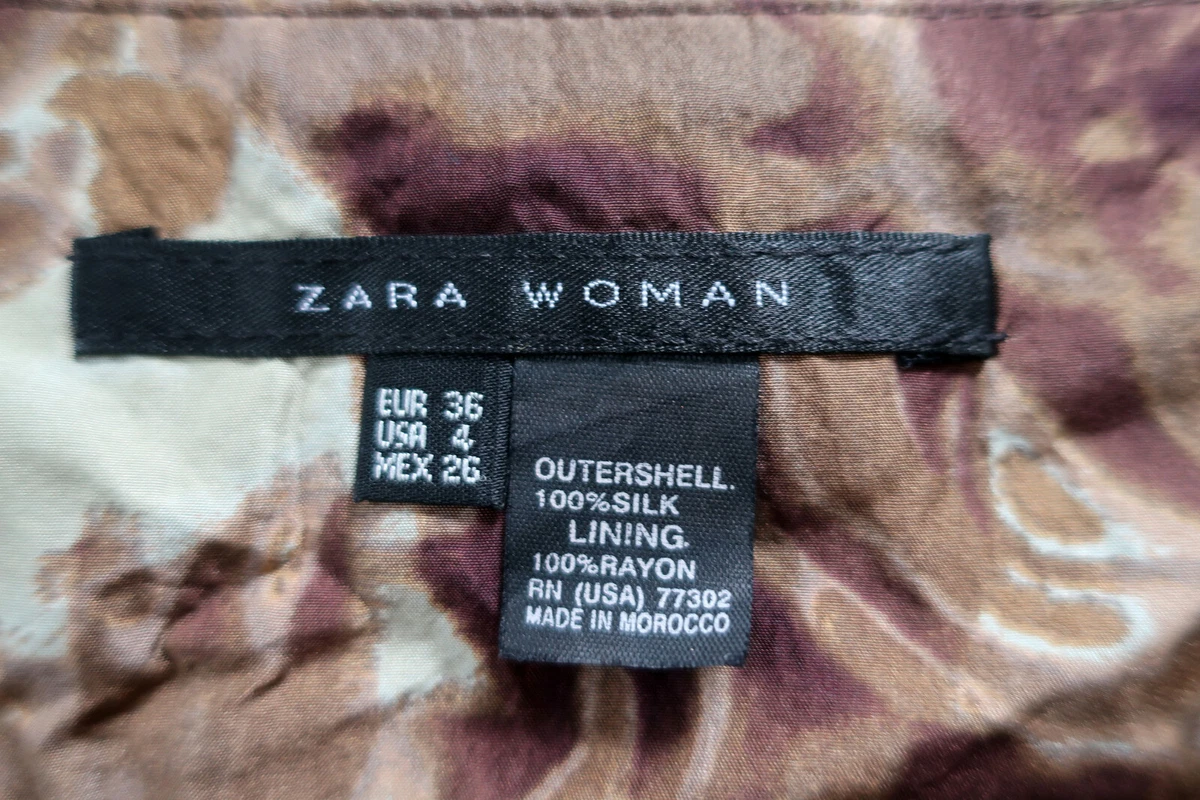 ZARA WOMAN
EUR 36
USA 4
MEX 26
OUTERSHELL.
100%SILK
LINING.
100%RAYON
RN (USA) 77302
MADE IN MOROCCO